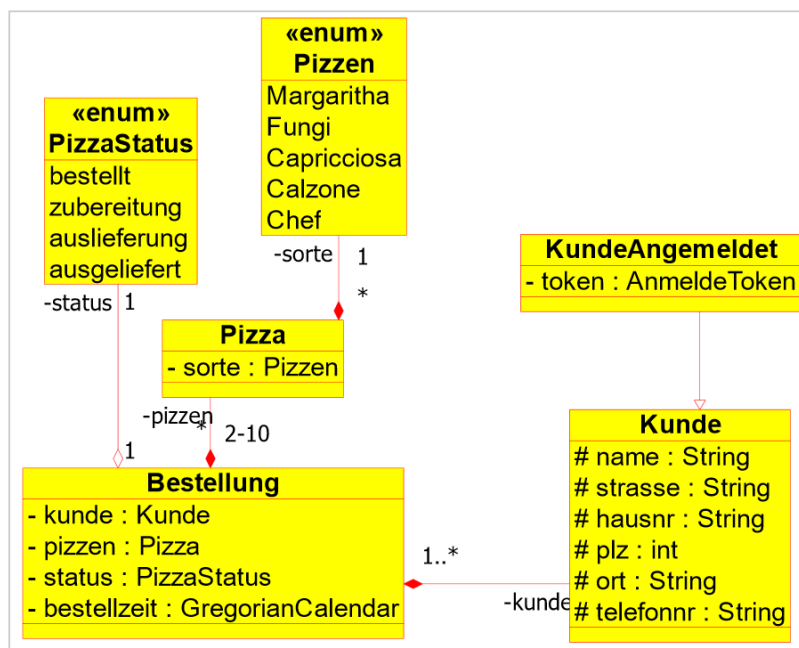 «enum»
Pizzen
Margaritha
Fungi
Capricciosa
Calzone
Chef
«enum»
PizzaStatus
bestellt
zubereitung
auslieferung
ausgeliefert
-sorte 1
*
-status 1
KundeAngemeldet
- token : AnmeldeToken
Pizza
- sorte : Pizzen
-pizzen
* 2-10
1
Bestellung
- kunde : Kunde
- pizzen : Pizza
- status : PizzaStatus
- bestellzeit : GregorianCalendar
1..*
-kunde
Kunde
# name : String
# strasse : String
# hausnr : String
# plz : int
# ort : String
# telefonnr : String